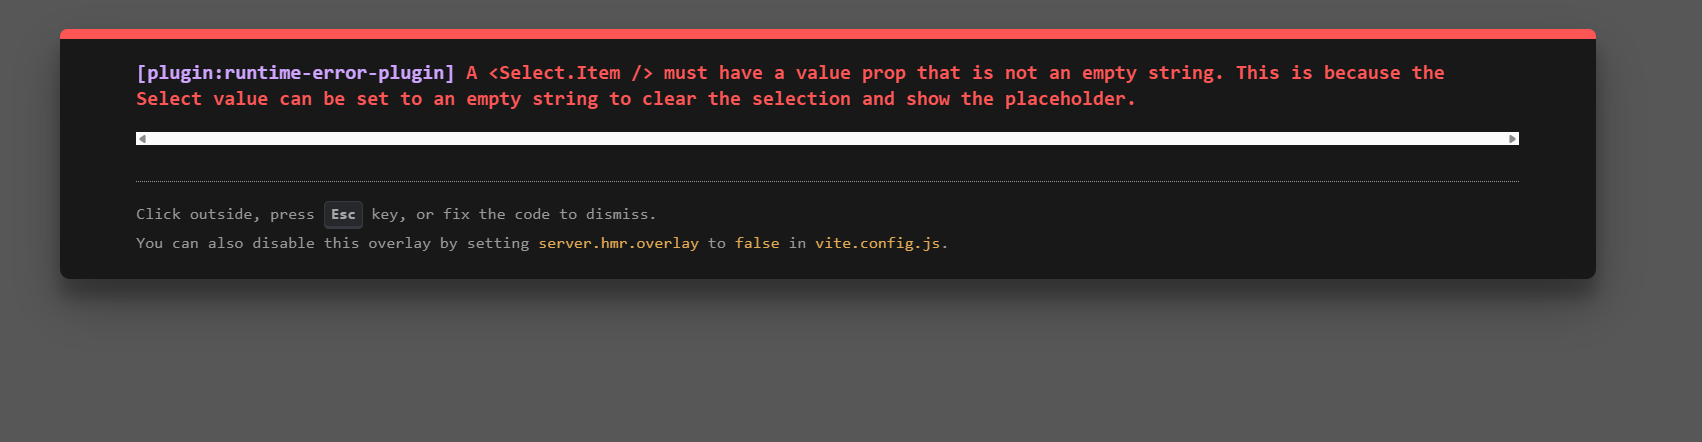 [plugin:runtime-error-plugin] A <Select.Item /> must have a value prop that is not an empty string. This is because the
Select value can be set to an empty string to clear the selection and show the placeholder.
Click outside, press Esc key, or fix the code to dismiss.
You can also disable this overlay by setting server.hmr.overlay to false in vite.config.js.